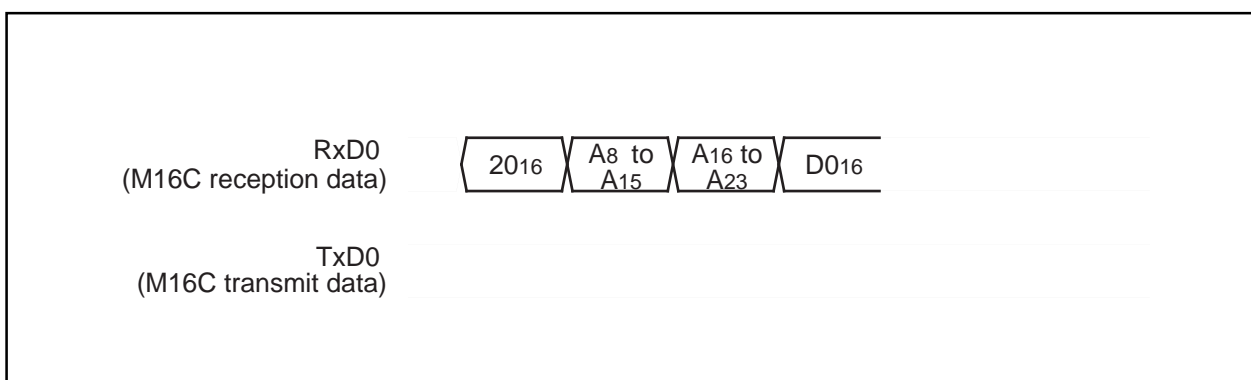 RxD0
(M16C reception data)
2016
A8 to
A15
A16 to
A23
D016
TxD0
(M16C transmit data)